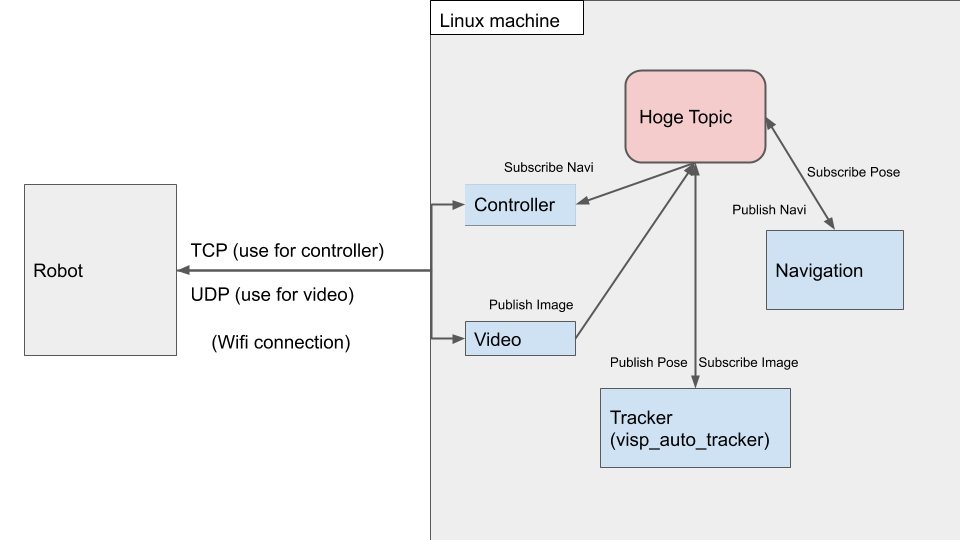 Linux machine
Hoge Topic
Subscribe Navi
Subscribe Pose
Controller
Publish Navi
TCP (use for controller)
Robot
Navigation
UDP (use for video)
Publish Image
(Wifi connection)
Video
Publish Pose
Subscribe Image
Tracker
(visp_auto_tracker)